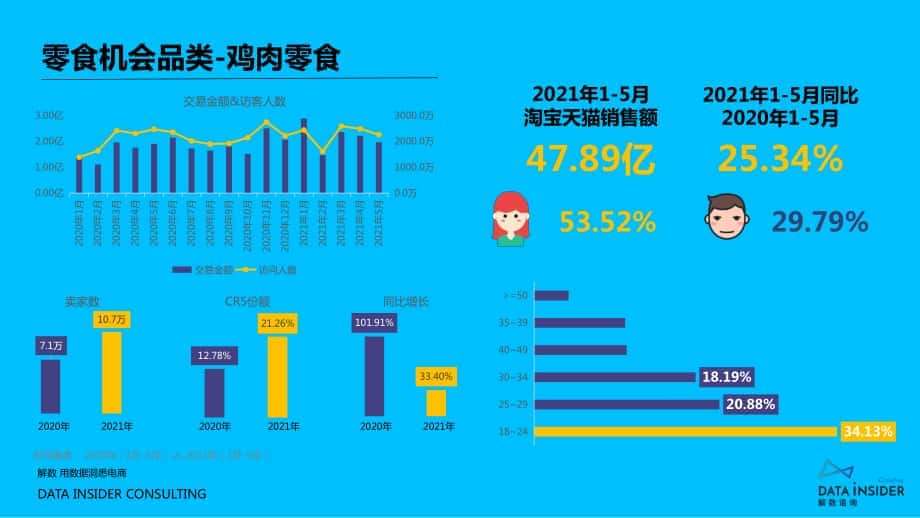 零食机会品类-鸡肉零食
交易金额&访客人数
3.00亿
2.00亿
1.00亿
0.00亿
3000.0万
2000.0万
1000.0万
0.0万
2020年1月
2020年2月
2020年3月
2020年4月
2020年5月
2020年6月
2020年7月
2020年8月
2020年9月
2020年10月
2020年11月
2020年12月
2021年1月
2021年2月
2021年3月
2021年4月
2021年5月
交易金额
访问人数
卖家数
7.1万
10.7万
2020年
2021年
CR5份额
12.78%
21.26%
2020年
2021年
同比增长
101.91%
33.40%
2020年
2021年
2021年1-5月
淘宝天猫销售额
47.89亿
2021年1-5月同比
2020年1-5月
25.34%
53.52%
29.79%
>=50
35~39
40~49
30~34
18.19%
25~29
20.88%
18~24
34.13%
解数 用数据洞悉电商
DATA INSIDER CONSULTING
Consulting
DATA INSIDER
解数咨询